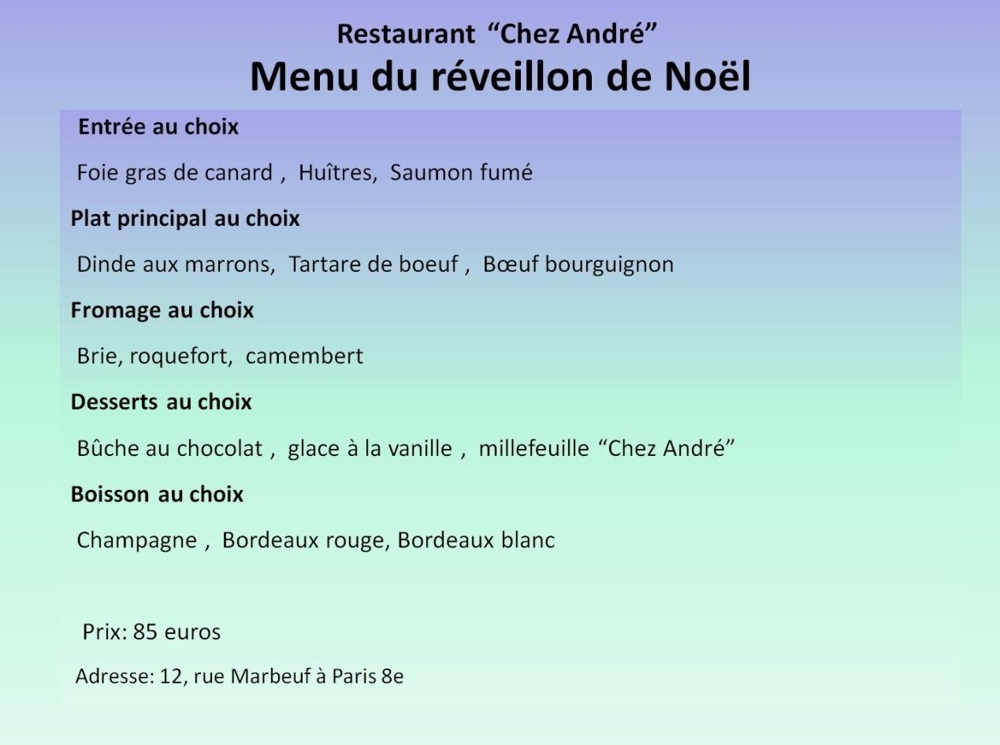 Restaurant “Chez André”
Menu du réveillon de Noël
Entrée au choix
Foie gras de canard , Huîtres, Saumon fumé
Plat principal au choix
Dinde aux marrons, Tartare de boeuf , Bœuf bourguignon
Fromage au choix
Brie, roquefort, camembert
Desserts au choix
Bûche au chocolat , glace à la vanille , millefeuille “Chez André”
Boisson au choix
Champagne , Bordeaux rouge, Bordeaux blanc
Prix: 85 euros
Adresse: 12, rue Marbeuf à Paris 8e